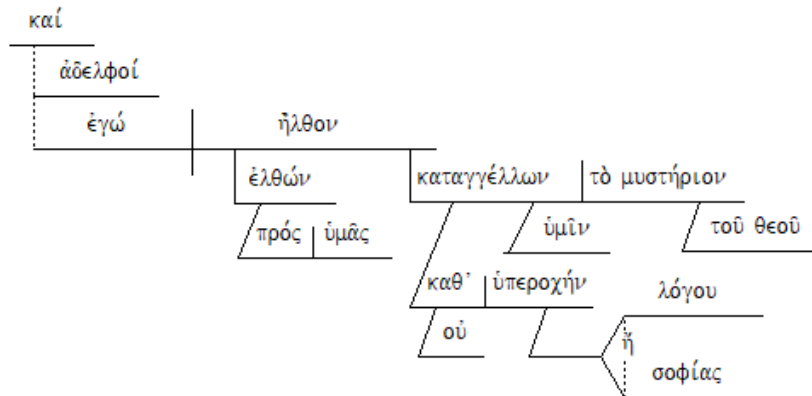 καί
ἀδελφοί
ἐγώ ἦλθον
ἐλθών καταγγέλλων τὸ μυστήριον
πρός ὑμᾶς ὑμῖν τοῦ θεοῦ
καθ’ ὑπεροχήν λόγου
οὐ ἤ
σοφίας